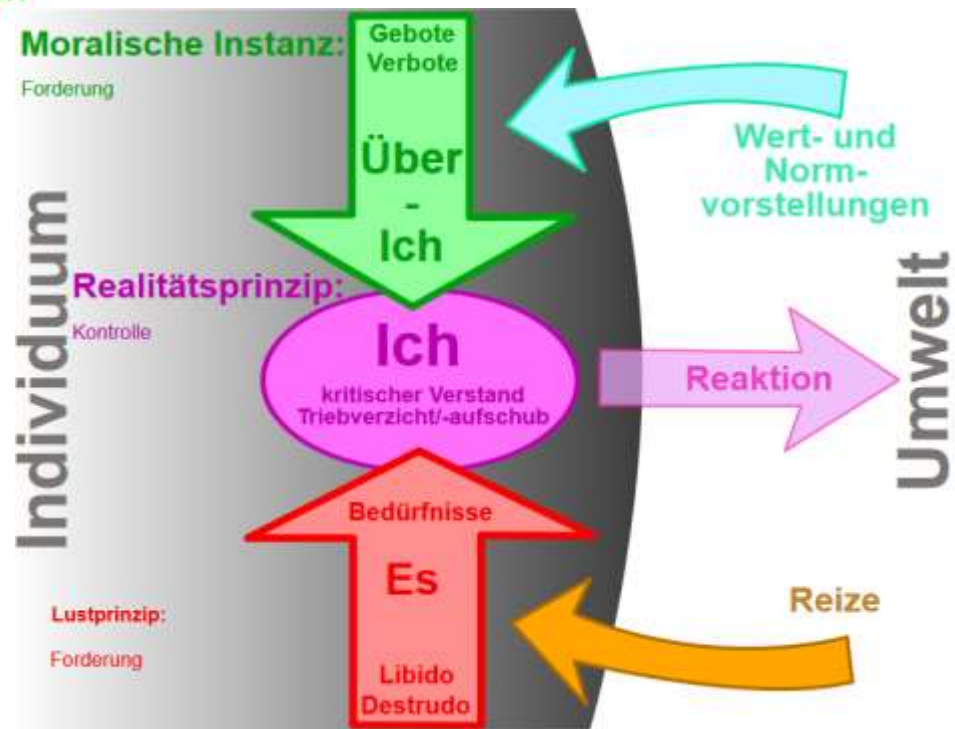 Moralische Instanz:
Forderung
Gebote
Verbote
Über
-
Ich
Wert- und
Norm-
vorstellungen
Individuum
Realitätsprinzip:
Kontrolle
Ich
kritischer Verstand
Triebverzicht/-aufschub
Reaktion
Umwelt
Bedürfnisse
Es
Libido
Destrudo
Lustprinzip:
Forderung
Reize